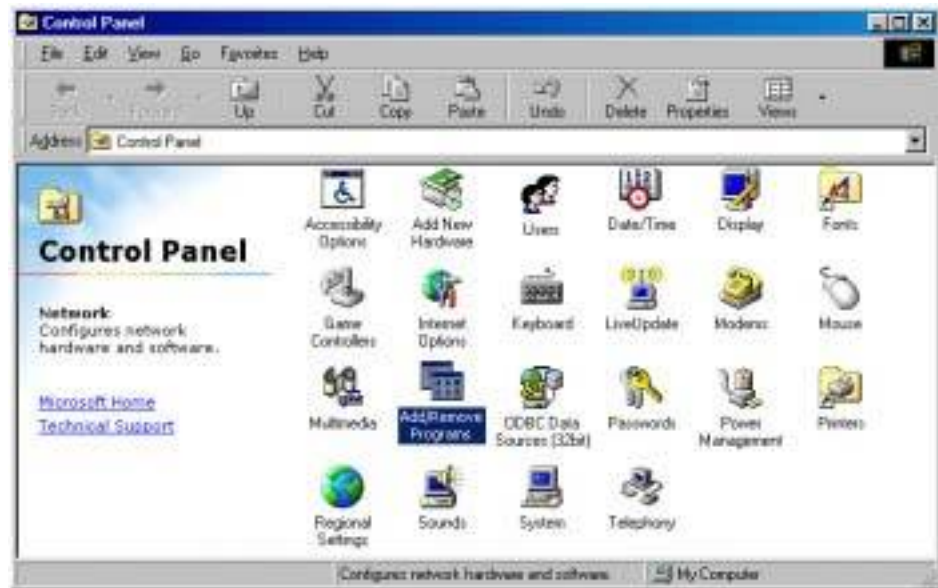 Control Panel
File Edit View Go Favorites Help
Back Forward Up Cut Copy Paste Undo Delete Properties Views
Address Control Panel
Control Panel
Network
Configures network
hardware and software.
Microsoft Home
Technical Support
Accessibility
Options
Add New
Hardware
Users
Date/Time
Display
Fonts
Game
Controllers
Internet
Options
Keyboard
LiveUpdate
Modems
Mouse
Multimedia
Add/Remove
Programs
ODBC Data
Sources (32bit)
Passwords
Power
Management
Printers
Regional
Settings
Sounds
System
Telephony
Configures network hardware and software. My Computer